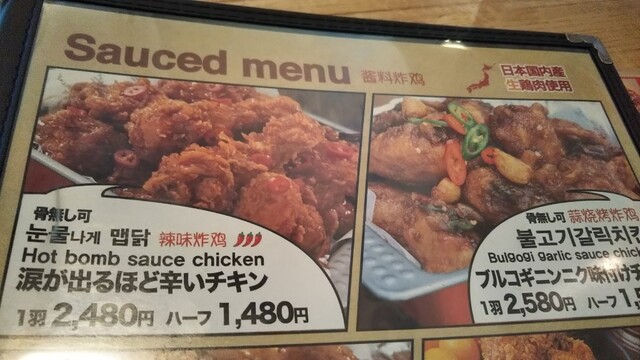 Sauced menu 酱料炸鸡
日本国内産
生鶏肉使用
骨無し可
눈물나게 맵닭 辣味炸鸡
Hot bomb sauce chicken
涙が出るほど辛いチキン
1羽 2,480円 ハーフ 1,480円
骨無し可 蒜烧烤炸鸡
불고기갈릭치킨
Bulgogi garlic sauce
ブルコギニンニク味付け
1羽 2,580円 ハーフ